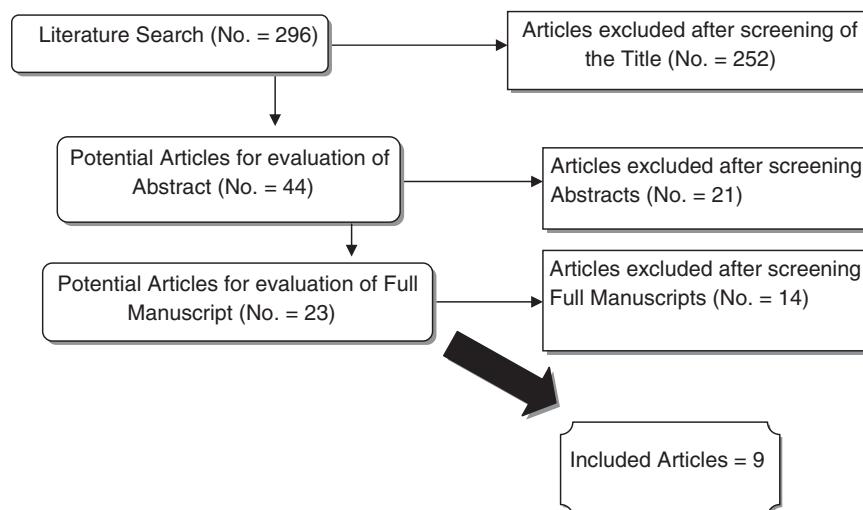 Literature Search (No. = 296)
Articles excluded after screening of
the Title (No. = 252)
Potential Articles for evaluation of
Abstract (No. = 44)
Articles excluded after screening
Abstracts (No. = 21)
Potential Articles for evaluation of Full
Manuscript (No. = 23)
Articles excluded after screening
Full Manuscripts (No. = 14)
Included Articles = 9